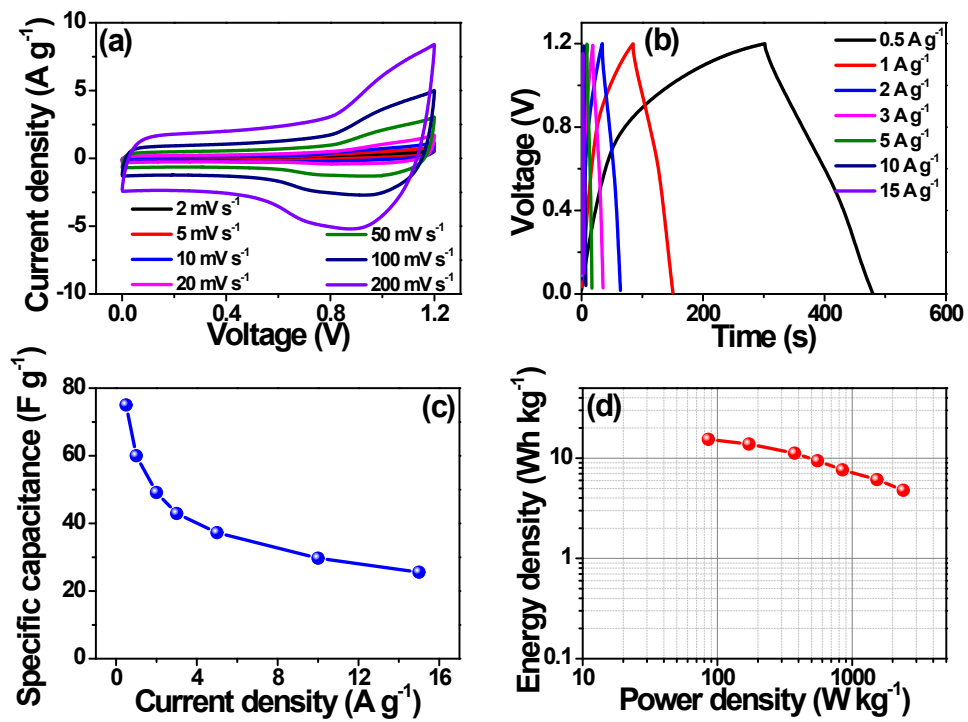 (a)
Current density (A g⁻¹)
10
5
0
-5
-10
2 mV s⁻¹
5 mV s⁻¹
10 mV s⁻¹
20 mV s⁻¹
50 mV s⁻¹
100 mV s⁻¹
200 mV s⁻¹
0.0 0.4 0.8 1.2
Voltage (V)
(b)
Voltage (V)
1.6
1.2
0.8
0.4
0.0
0.5 A g⁻¹
1 A g⁻¹
2 A g⁻¹
3 A g⁻¹
5 A g⁻¹
10 A g⁻¹
15 A g⁻¹
0 200 400 600
Time (s)
(c)
Specific capacitance (F g⁻¹)
80
60
40
20
0
0 4 8 12 16
Current density (A g⁻¹)
(d)
Energy density (Wh kg⁻¹)
10
1
0.1
10 100 1000
Power density (W kg⁻¹)